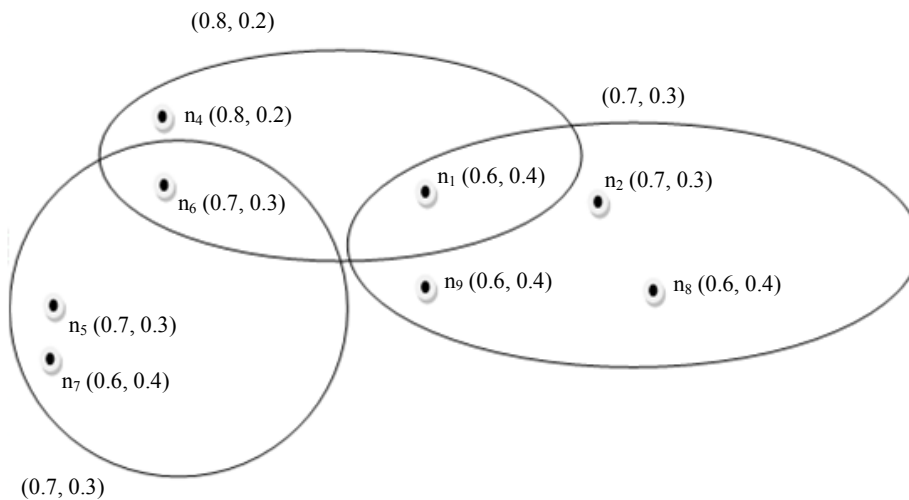 (0.8, 0.2)
(0.7, 0.3)
n₄ (0.8, 0.2)
n₁ (0.6, 0.4)
n₂ (0.7, 0.3)
n₆ (0.7, 0.3)
n₉ (0.6, 0.4)
n₈ (0.6, 0.4)
n₅ (0.7, 0.3)
n₇ (0.6, 0.4)
(0.7, 0.3)